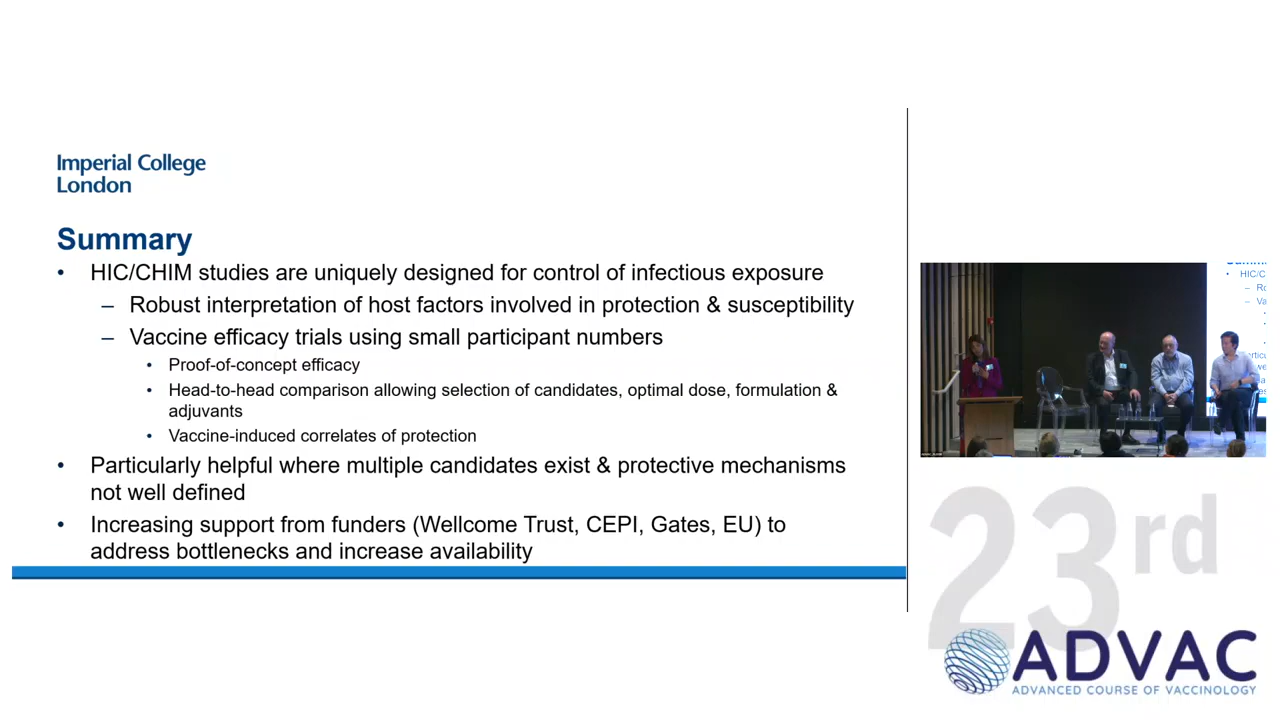 Imperial College
London
Summary
• HIC/CHIM studies are uniquely designed for control of infectious exposure
– Robust interpretation of host factors involved in protection & susceptibility
– Vaccine efficacy trials using small participant numbers
• Proof-of-concept efficacy
• Head-to-head comparison allowing selection of candidates, optimal dose, formulation &
adjuvants
• Vaccine-induced correlates of protection
• Particularly helpful where multiple candidates exist & protective mechanisms
not well defined
• Increasing support from funders (Wellcome Trust, CEPI, Gates, EU) to
address bottlenecks and increase availability
• HIC/C
– Ro
– Va
23rd
ADVAC
ADVANCED COURSE OF VACCINOLOGY